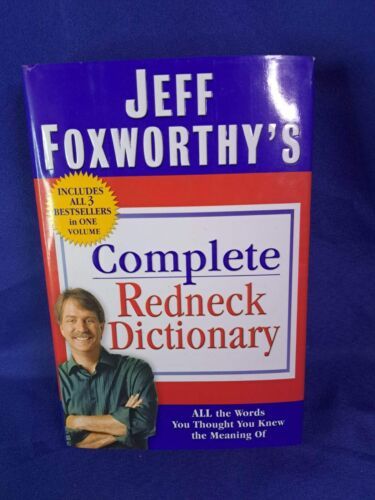 JEFF
FOXWORTHY'S
INCLUDES
ALL 3
BESTSELLERS
in ONE
VOLUME
Complete
Redneck
Dictionary
ALL the Words
You Thought You Knew
the Meaning Of